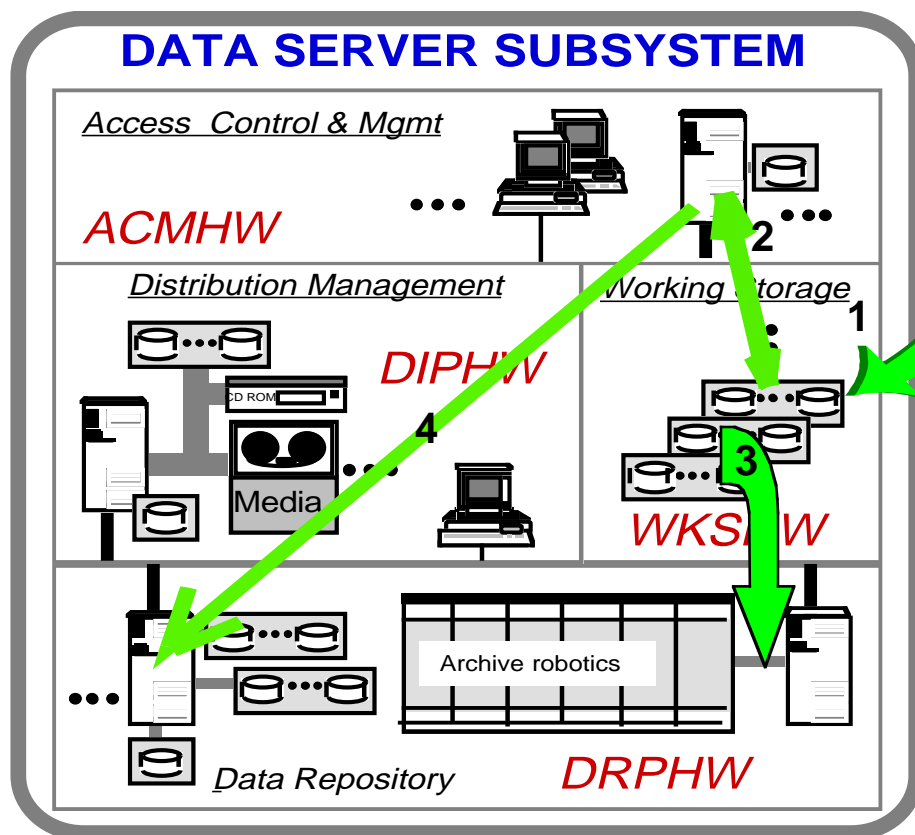 DATA SERVER SUBSYSTEM
Access Control & Mgmt
ACMHW
2
Distribution Management
Working Storage
1
DIPHW
CD ROM
4
3
Media
Archive robotics
Data Repository
DRPHW